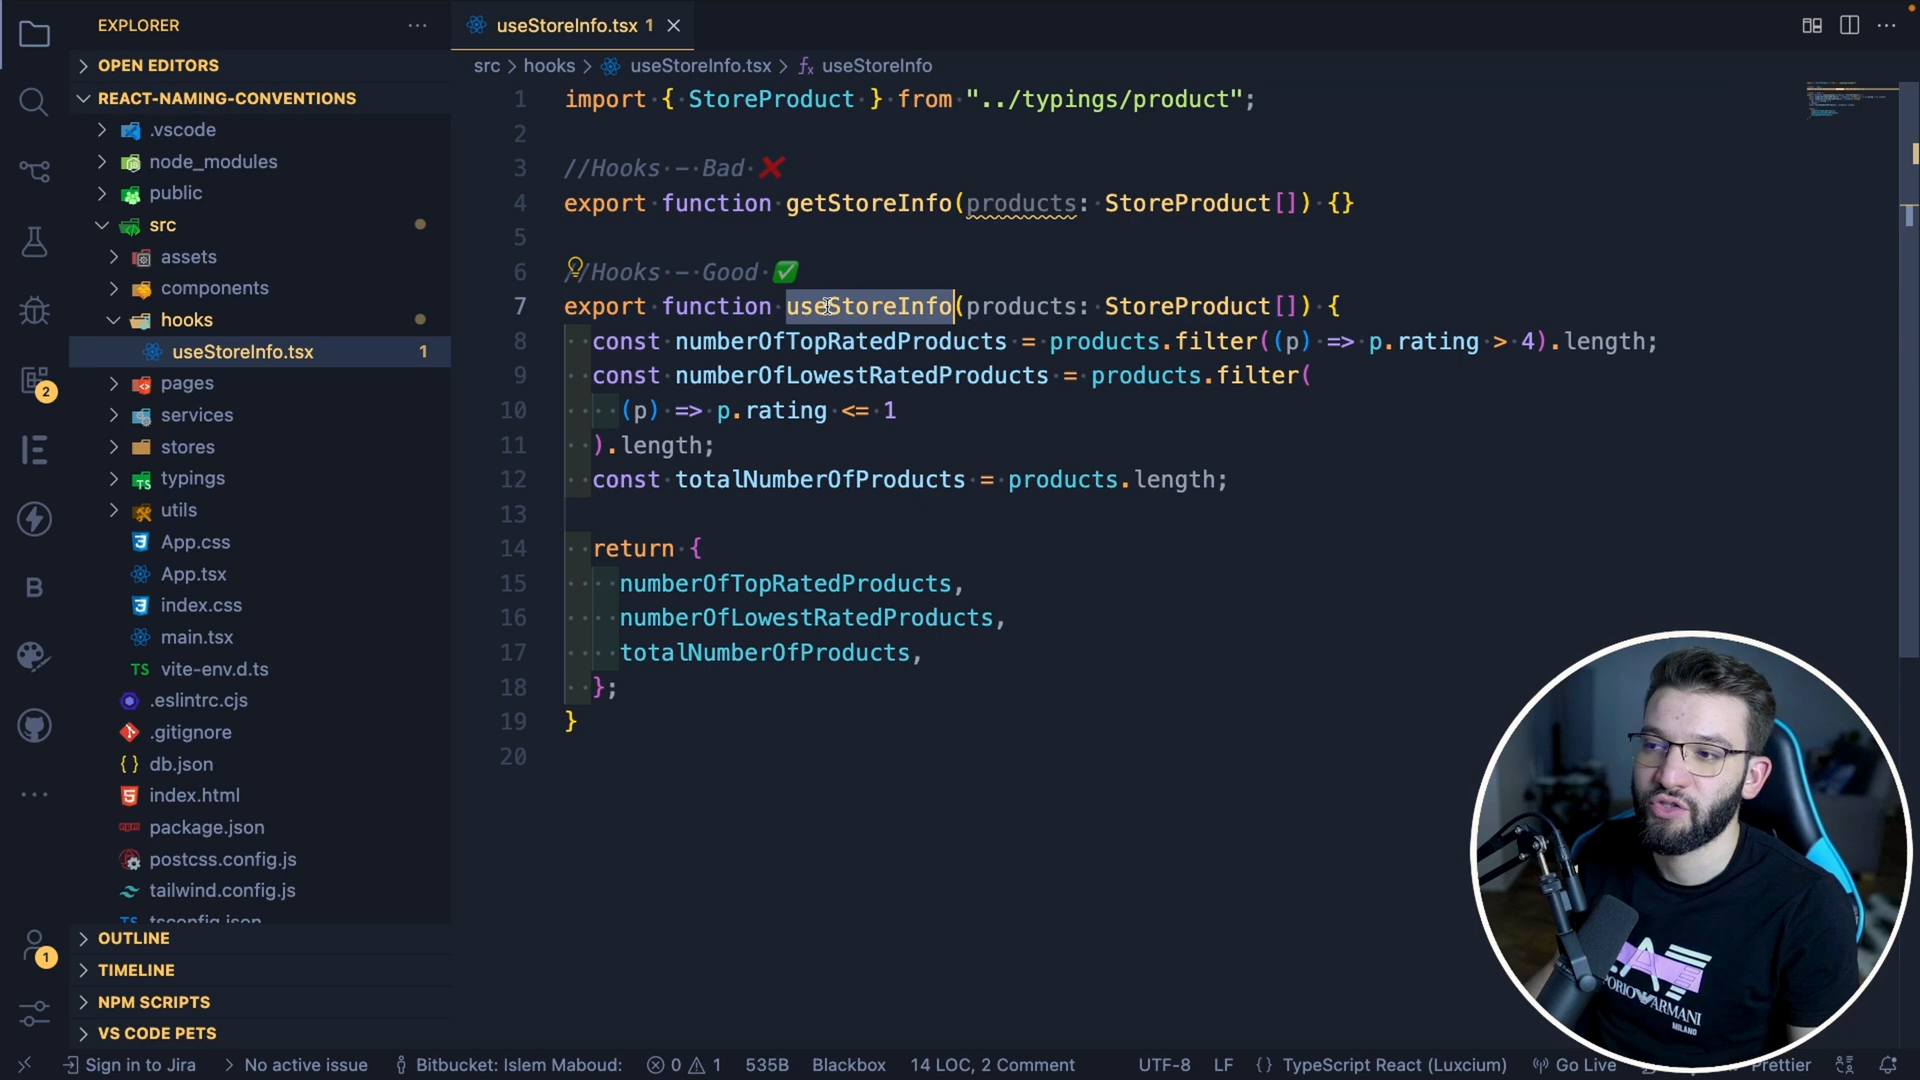 EXPLORER
OPEN EDITORS
REACT-NAMING-CONVENTIONS
.vscode
node_modules
public
src
assets
components
hooks
useStoreInfo.tsx 1
pages
services
stores
typings
utils
App.css
App.tsx
index.css
main.tsx
TS vite-env.d.ts
.eslintrc.cjs
.gitignore
db.json
index.html
package.json
postcss.config.js
tailwind.config.js
TS tsconfig.json
OUTLINE
TIMELINE
NPM SCRIPTS
VS CODE PETS
2
1
useStoreInfo.tsx 1
src > hooks > useStoreInfo.tsx > useStoreInfo
1 import { StoreProduct } from "../typings/product";
2
3 //Hooks - Bad ❌
4 export function getStoreInfo(products: StoreProduct[]) {}
5
6 //Hooks - Good ✅
7 export function useStoreInfo(products: StoreProduct[]) {
8 const numberOfTopRatedProducts = products.filter((p) => p.rating > 4).length;
9 const numberOfLowestRatedProducts = products.filter(
10 (p) => p.rating <= 1
11 ).length;
12 const totalNumberOfProducts = products.length;
13
14 return {
15 numberOfTopRatedProducts,
16 numberOfLowestRatedProducts,
17 totalNumberOfProducts,
18 };
19 }
20
MILANO
Sign in to Jira No active issue Bitbucket: Islem Maboud: 0 1 535B Blackbox 14 LOC, 2 Comment UTF-8 LF {} TypeScript React (Luxcium) Go Live Prettier